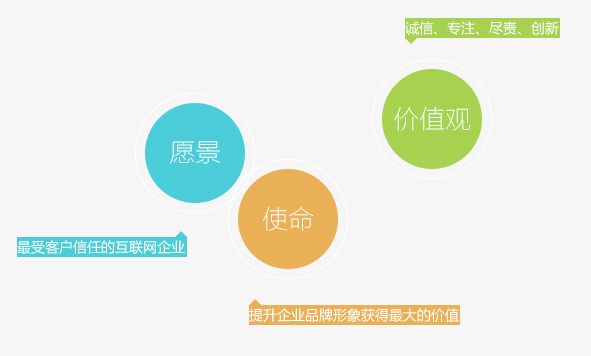 诚信、专注、尽责、创新
价值观
愿景
使命
最受客户信任的互联网企业
提升企业品牌形象获得最大的价值